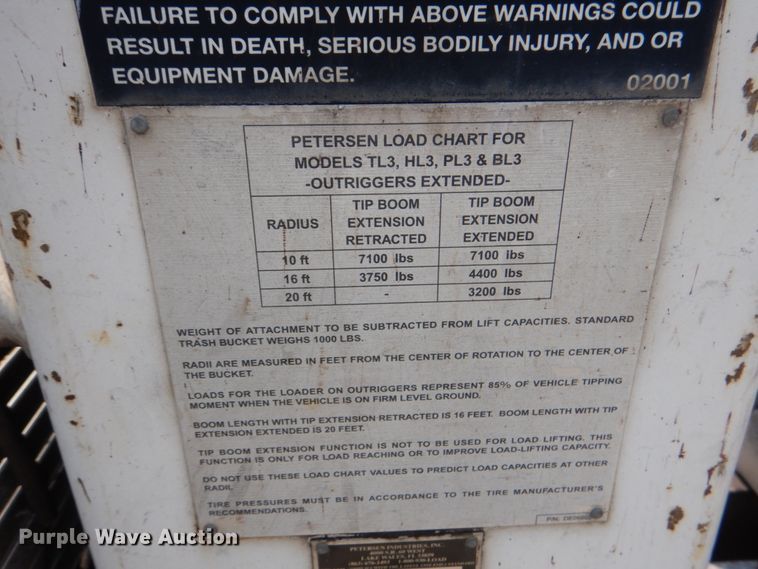 FAILURE TO COMPLY WITH ABOVE WARNINGS COULD
RESULT IN DEATH, SERIOUS BODILY INJURY, AND OR
EQUIPMENT DAMAGE.
02001
PETERSEN LOAD CHART FOR
MODELS TL3, HL3, PL3 & BL3
-OUTRIGGERS EXTENDED-
RADIUS TIP BOOM EXTENSION RETRACTED TIP BOOM EXTENSION EXTENDED
10 ft 7100 lbs 7100 lbs
16 ft 3750 lbs 4400 lbs
20 ft - 3200 lbs
WEIGHT OF ATTACHMENT TO BE SUBTRACTED FROM LIFT CAPACITIES. STANDARD
TRASH BUCKET WEIGHS 1000 LBS.
RADII ARE MEASURED IN FEET FROM THE CENTER OF ROTATION TO THE CENTER OF
THE BUCKET.
LOADS FOR THE LOADER ON OUTRIGGERS REPRESENT 85% OF VEHICLE TIPPING
MOMENT WHEN THE VEHICLE IS ON FIRM LEVEL GROUND.
BOOM LENGTH WITH TIP EXTENSION RETRACTED IS 16 FEET. BOOM LENGTH WITH TIP
EXTENSION EXTENDED IS 20 FEET.
TIP BOOM EXTENSION FUNCTION IS NOT TO BE USED FOR LOAD LIFTING. THIS
FUNCTION IS ONLY FOR LOAD REACHING OR TO IMPROVE LOAD-LIFTING CAPACITY.
DO NOT USE THESE LOAD CHART VALUES TO PREDICT LOAD CAPACITIES AT OTHER
RADII.
TIRE PRESSURES MUST BE IN ACCORDANCE TO THE TIRE MANUFACTURER'S
RECOMMENDATIONS.
P/N.
PETERSEN INDUSTRIES, INC.
4000 S.R. 60 WEST
LAKE WALES, FL
Purple Wave Auction